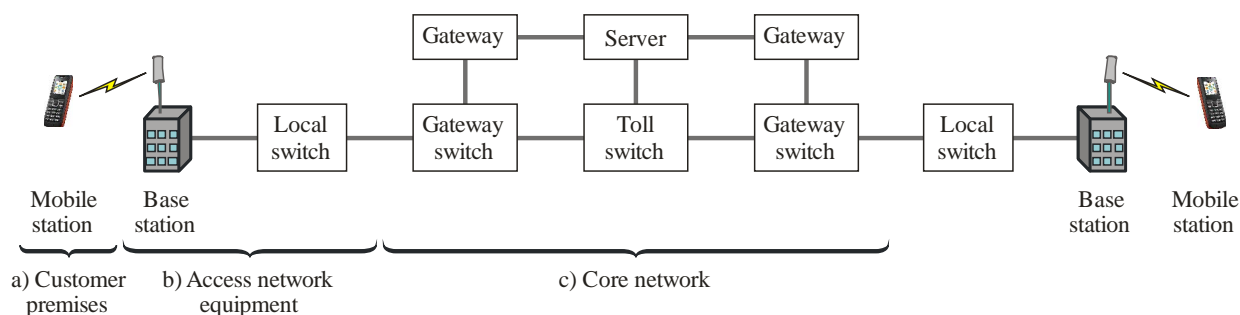 Gateway
Server
Gateway
Local
switch
Gateway
switch
Toll
switch
Gateway
switch
Local
switch
Mobile
station
Base
station
Base
station
Mobile
station
a) Customer
premises
b) Access network
equipment
c) Core network